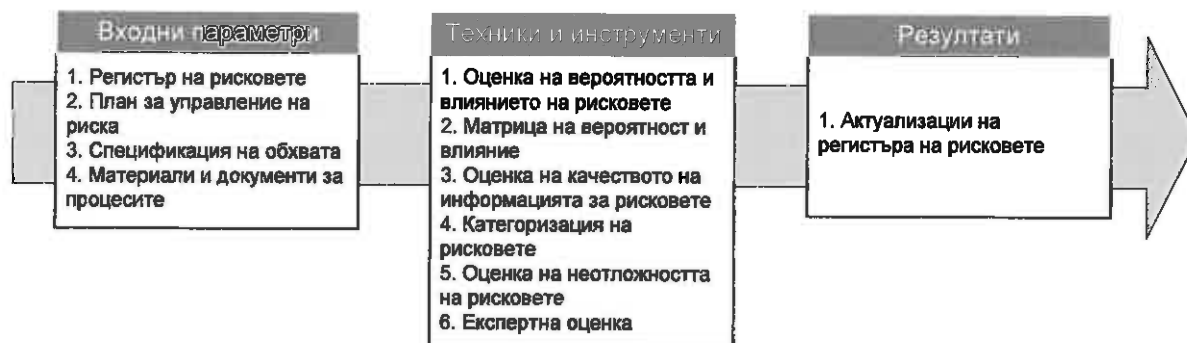 Входни параметри
1. Регистър на рисковете
2. План за управление на
риска
3. Спецификация на обхвата
4. Материали и документи за
процесите
Техники и инструменти
1. Оценка на вероятността и
влиянието на рисковете
2. Матрица на вероятност и
влияние
3. Оценка на качеството на
информацията за рисковете
4. Категоризация на
рисковете
5. Оценка на неотложността
на рисковете
6. Експертна оценка
Резултати
1. Актуализации на
регистъра на рисковете